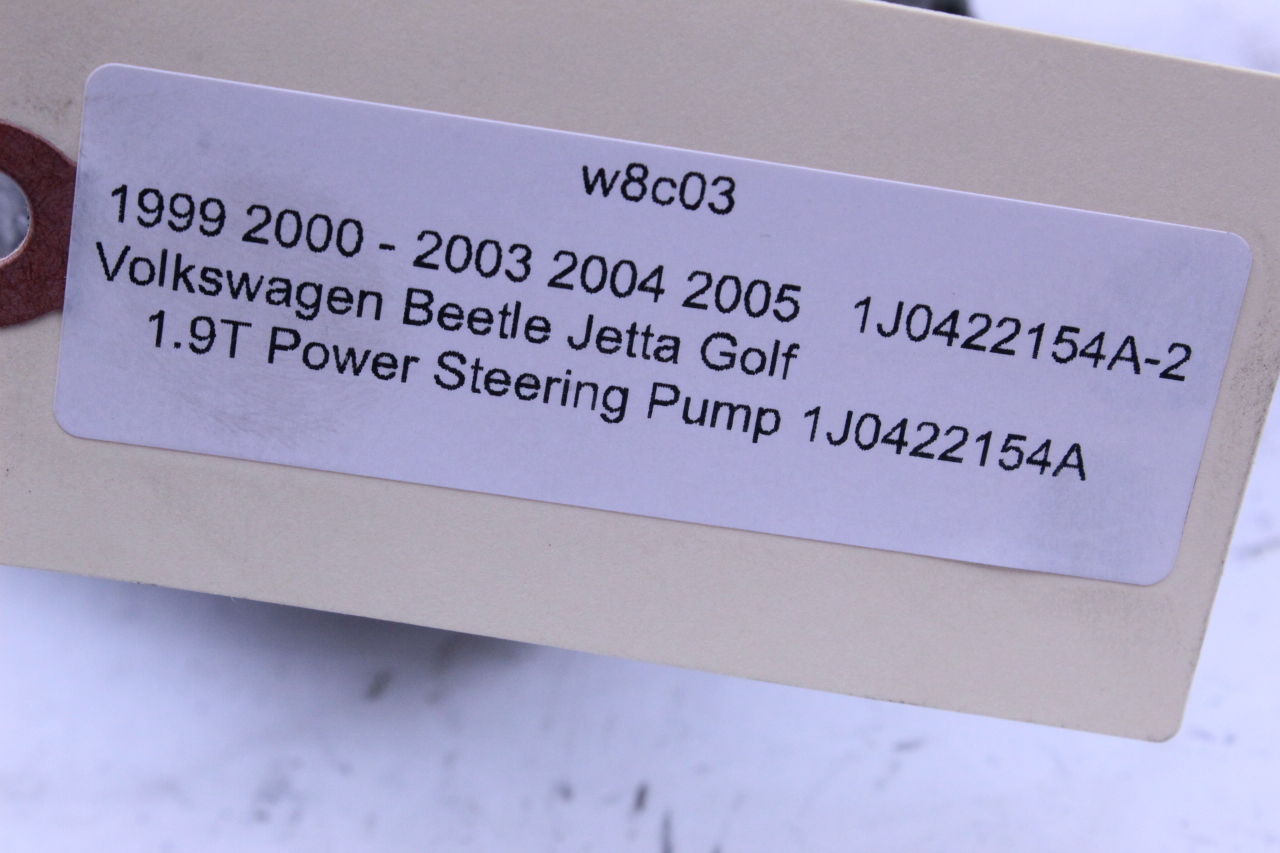 w8c03
1999 2000 - 2003 2004 2005 1J0422154A-2
Volkswagen Beetle Jetta Golf
1.9T Power Steering Pump 1J0422154A